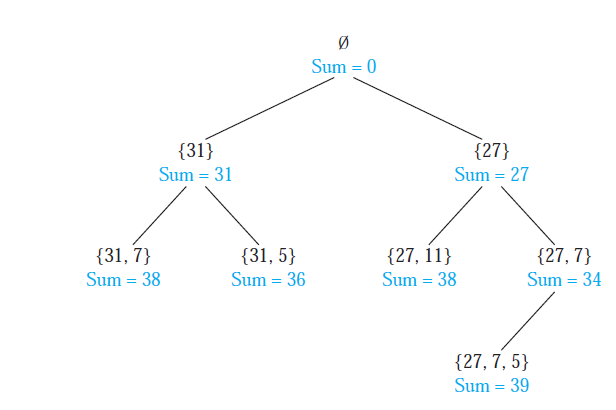 ∅
Sum = 0
{31}
Sum = 31
{27}
Sum = 27
{31, 7}
Sum = 38
{31, 5}
Sum = 36
{27, 11}
Sum = 38
{27, 7}
Sum = 34
{27, 7, 5}
Sum = 39